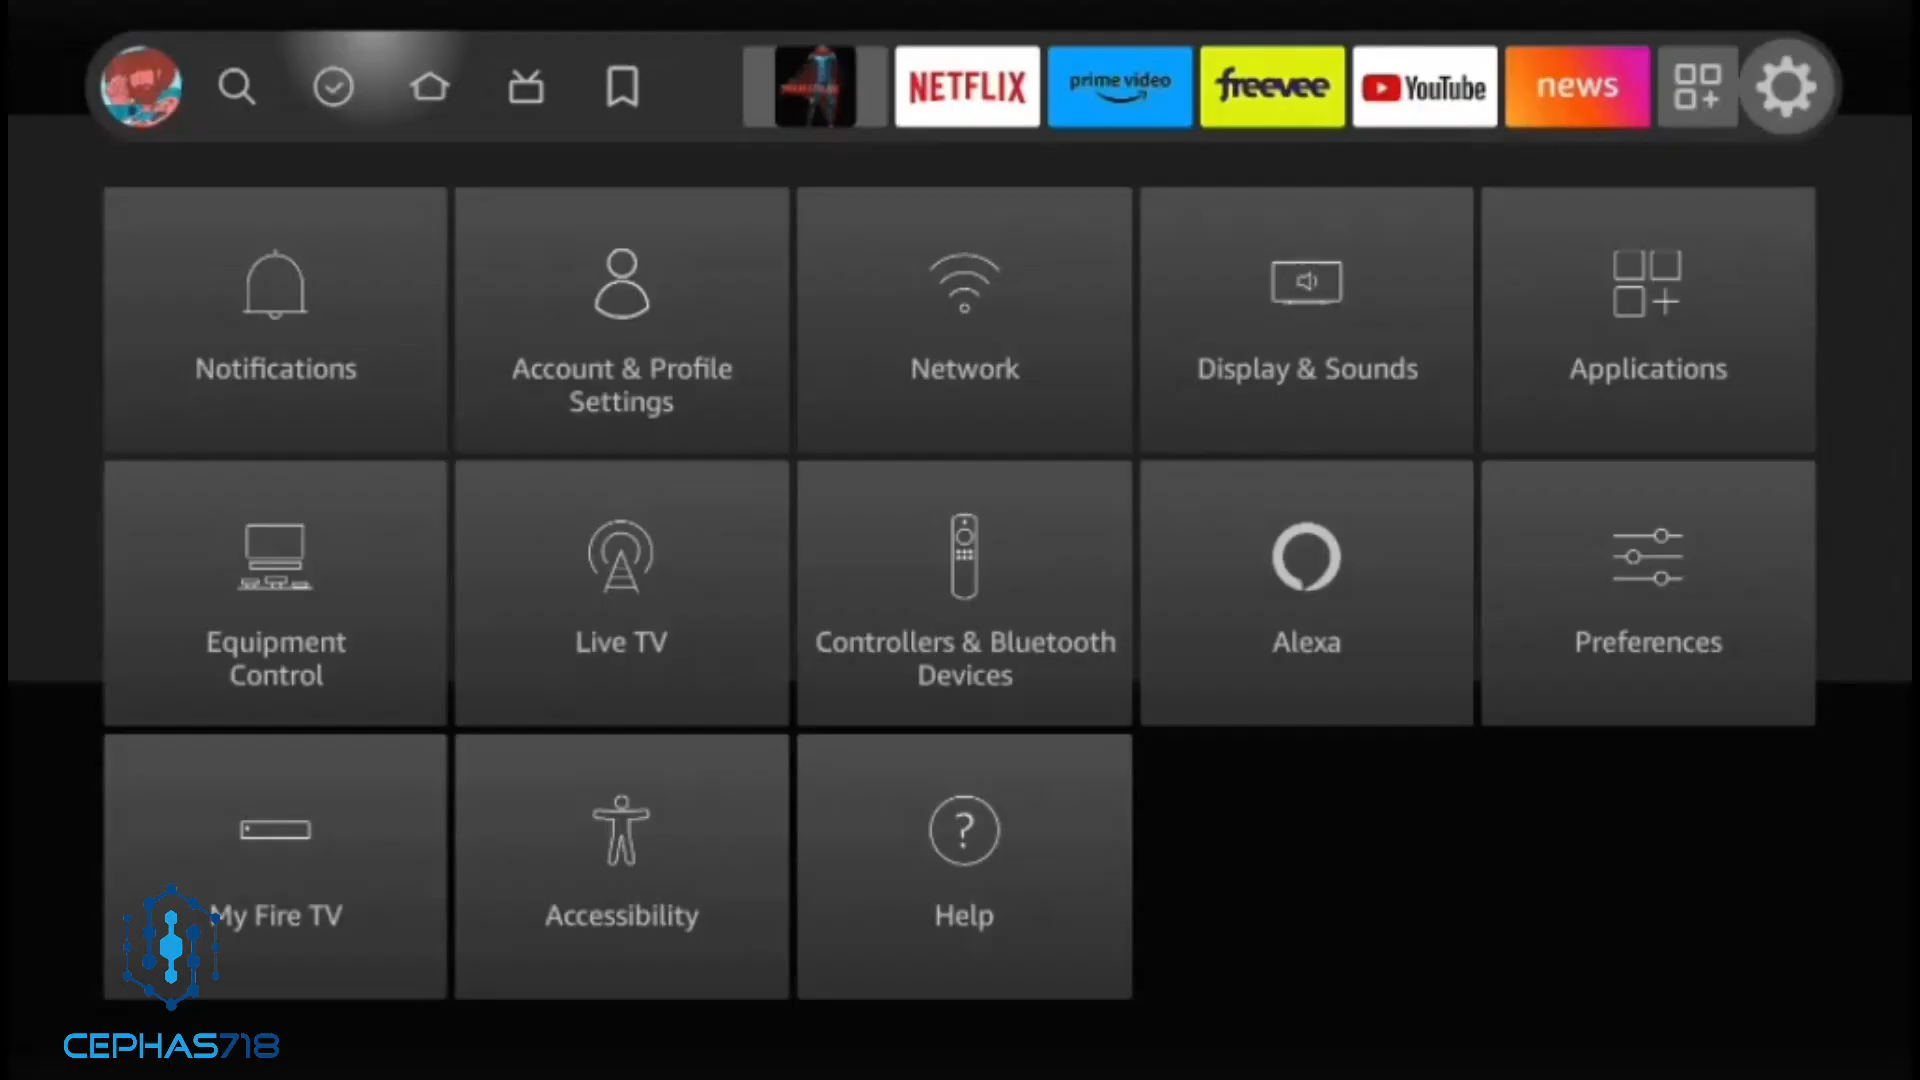 NETFLIX
prime video
freevee
YouTube
news
Notifications
Account & Profile
Settings
Network
Display & Sounds
Applications
Equipment
Control
Live TV
Controllers & Bluetooth
Devices
Alexa
Preferences
My Fire TV
Accessibility
?
Help
CEPHAS718